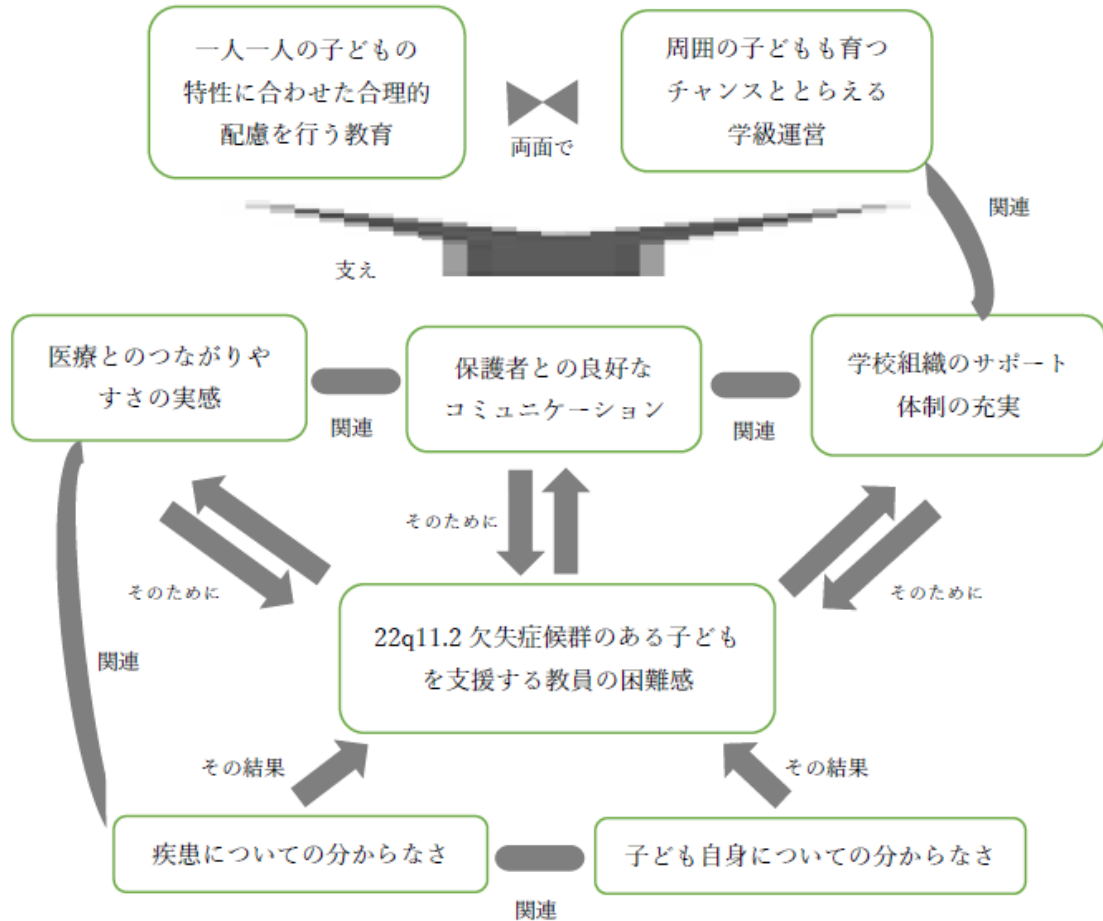 一人一人の子どもの
特性に合わせた合理的
配慮を行う教育
両面で
周囲の子どもも育つ
チャンスととらえる
学級運営
関連
支え
医療とのつながりや
すさの実感
関連
保護者との良好な
コミュニケーション
関連
学校組織のサポート
体制の充実
そのために
そのために
そのために
関連
22q11.2 欠失症候群のある子ども
を支援する教員の困難感
その結果
その結果
疾患についての分からなさ
関連
子ども自身についての分からなさ